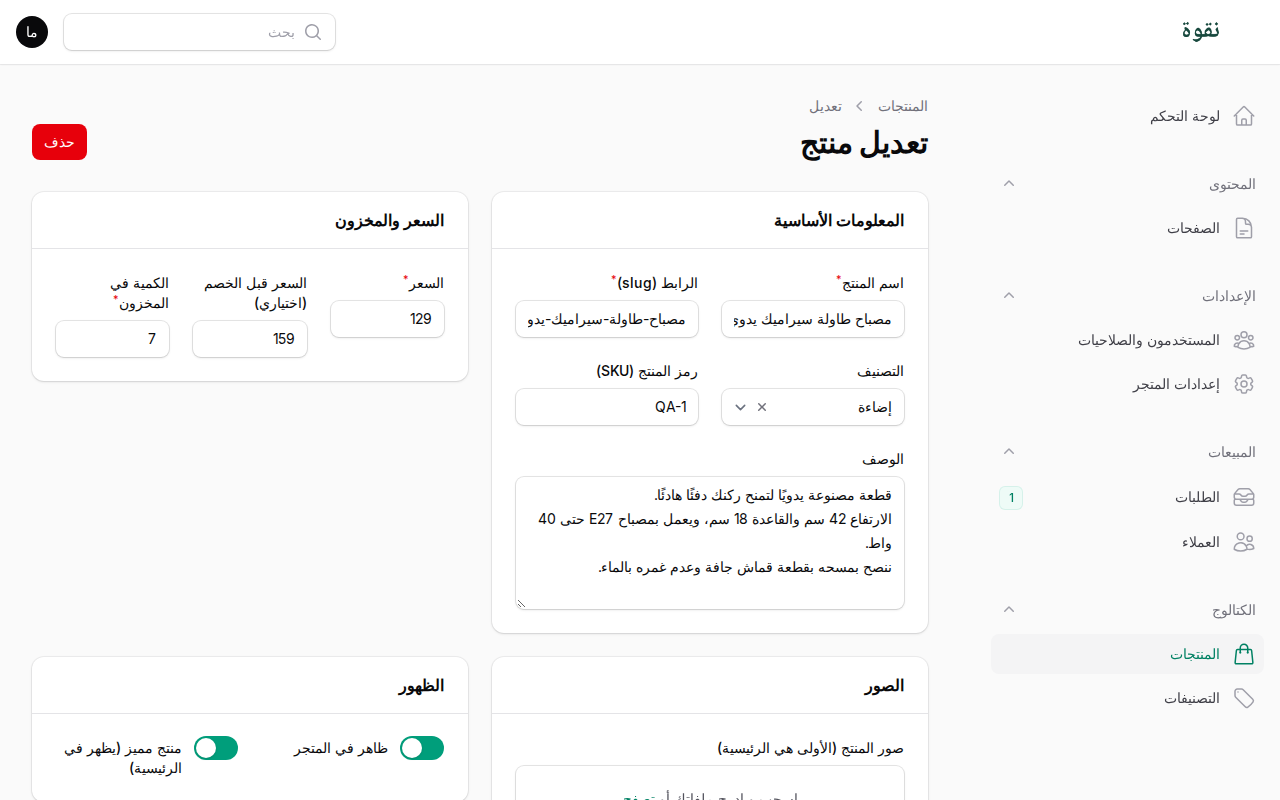 نقوة
بحث
ما
لوحة التحكم
المحتوى
الصفحات
الإعدادات
المستخدمون والصلاحيات
إعدادات المتجر
المبيعات
الطلبات
1
العملاء
الكتالوج
المنتجات
التصنيفات
المنتجات
تعديل
تعديل منتج
حذف
المعلومات الأساسية
اسم المنتج*
مصباح طاولة سيراميك يدوي
الرابط (slug)*
مصباح-طاولة-سيراميك-يدو
التصنيف
إضاءة
رمز المنتج (SKU)
QA-1
الوصف
قطعة مصنوعة يدويًا لتمنح ركنك دفئًا هادئًا.
الارتفاع 42 سم والقاعدة 18 سم، ويعمل بمصباح E27 حتى 40
واط.
ننصح بمسحه بقطعة قماش جافة وعدم غمره بالماء.
السعر والمخزون
السعر*
129
السعر قبل الخصم
(اختياري)
159
الكمية في
المخزون*
7
الصور
صور المنتج (الأولى هي الرئيسية)
الظهور
ظاهر في المتجر
منتج مميز (يظهر في
الرئيسية)